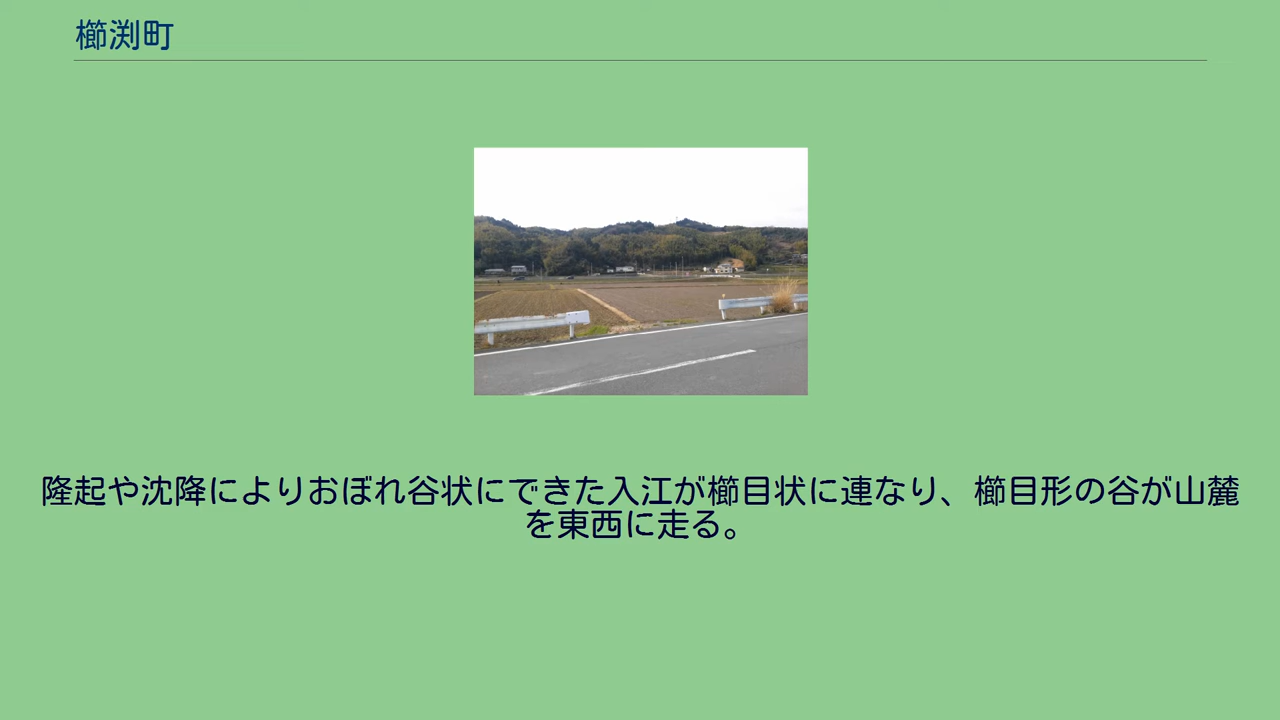 櫛渕町
隆起や沈降によりおぼれ谷状にできた入江が櫛目状に連なり、櫛目形の谷が山麓
を東西に走る。